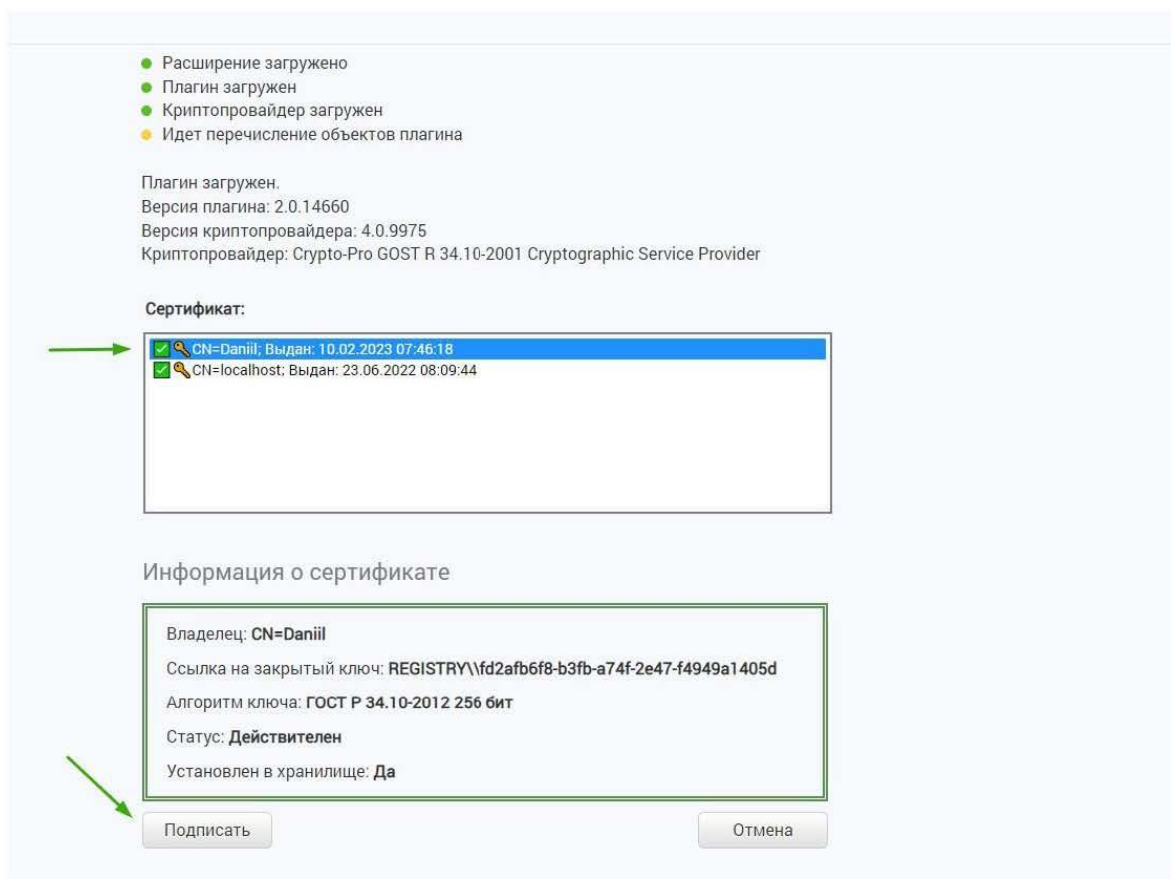 Расширение загружено
Плагин загружен
Криптопровайдер загружен
Идет перечисление объектов плагина
Плагин загружен.
Версия плагина: 2.0.14660
Версия криптопровайдера: 4.0.9975
Криптопровайдер: Crypto-Pro GOST R 34.10-2001 Cryptographic Service Provider
Сертификат:
CN=Daniil; Выдан: 10.02.2023 07:46:18
CN=localhost; Выдан: 23.06.2022 08:09:44
Информация о сертификате
Владелец: CN=Daniil
Ссылка на закрытый ключ: REGISTRY\\fd2afb6f8-b3fb-a74f-2e47-f4949a1405d
Алгоритм ключа: ГОСТ Р 34.10-2012 256 бит
Статус: Действителен
Установлен в хранилище: Да
Подписать Отмена